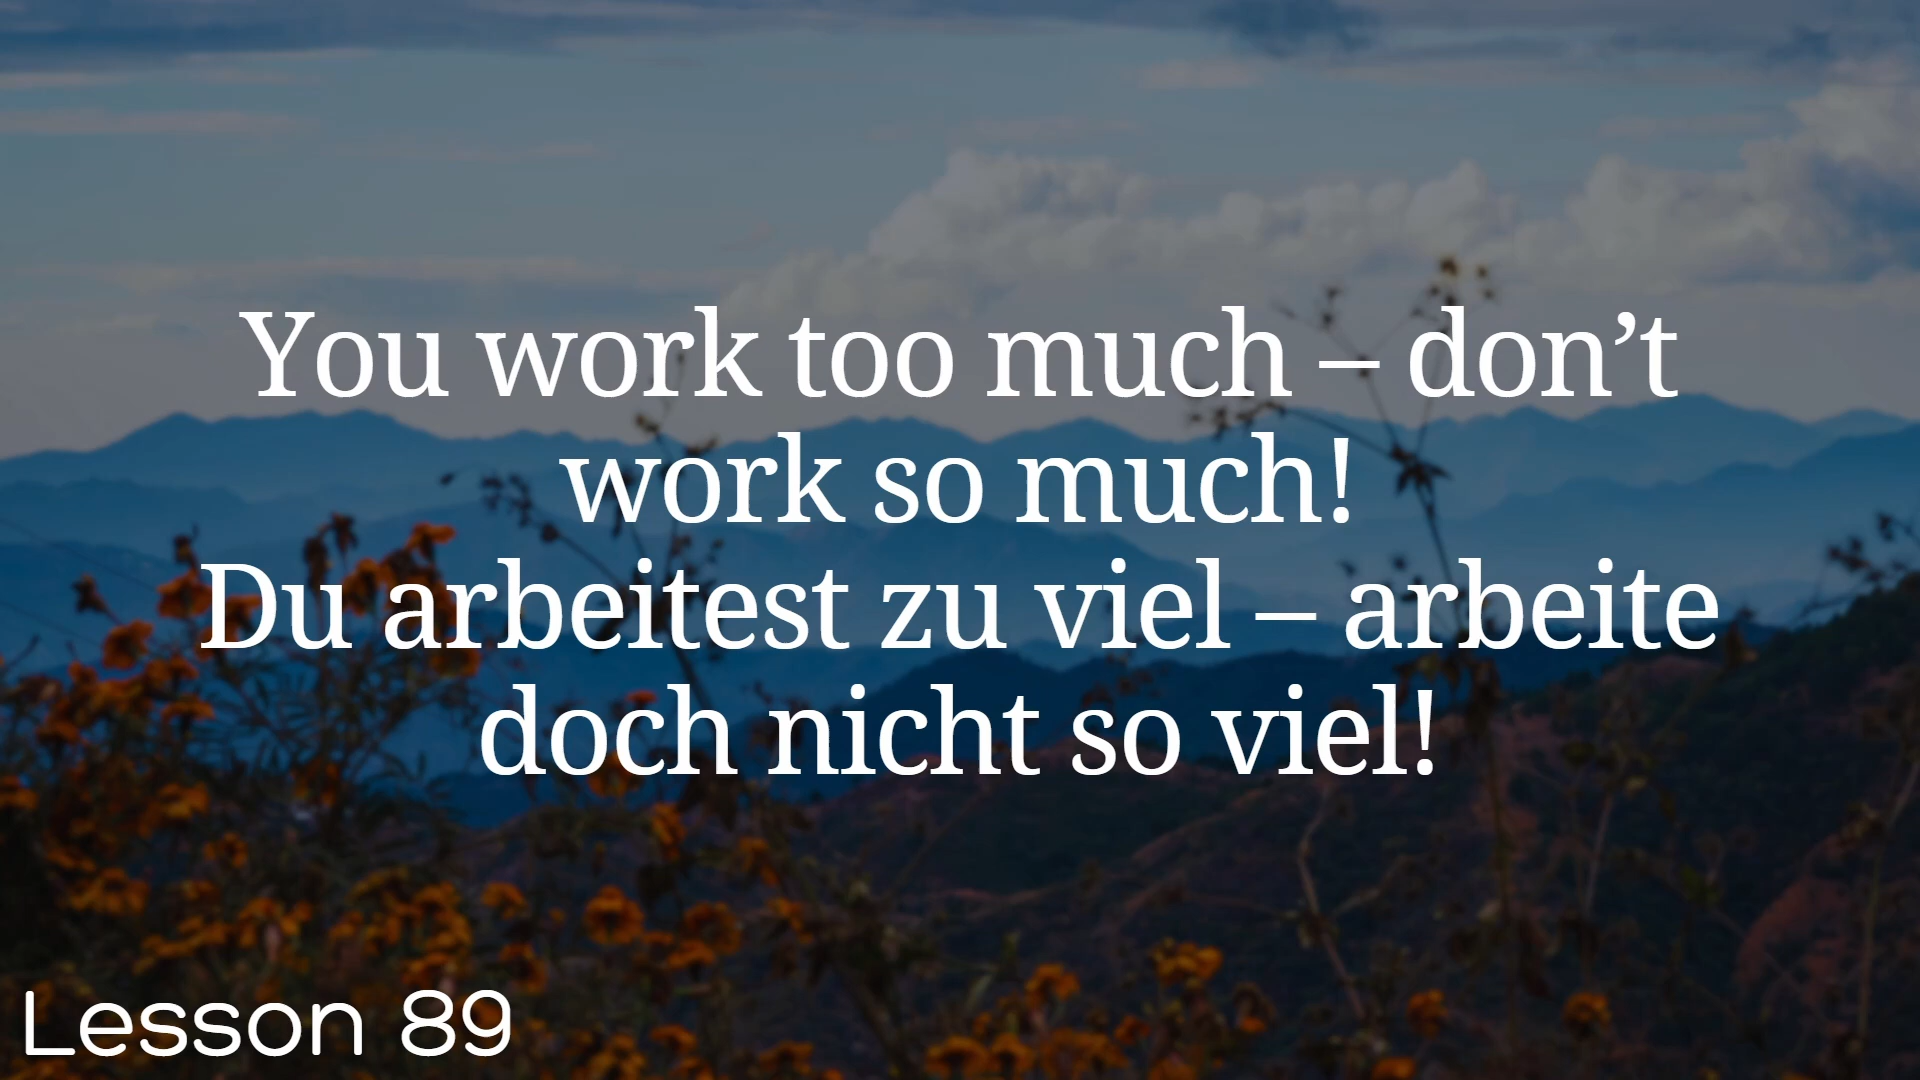 You work too much – don’t
work so much!
Du arbeitest zu viel – arbeite
doch nicht so viel!
Lesson 89